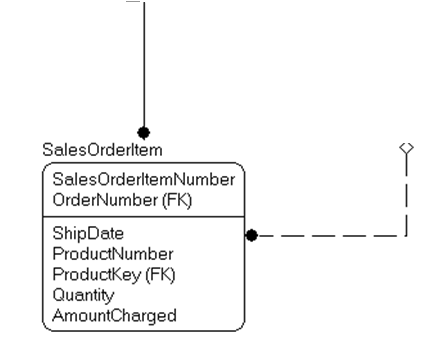 SalesOrderItem
SalesOrderItemNumber
OrderNumber (FK)
ShipDate
ProductNumber
ProductKey (FK)
Quantity
AmountCharged